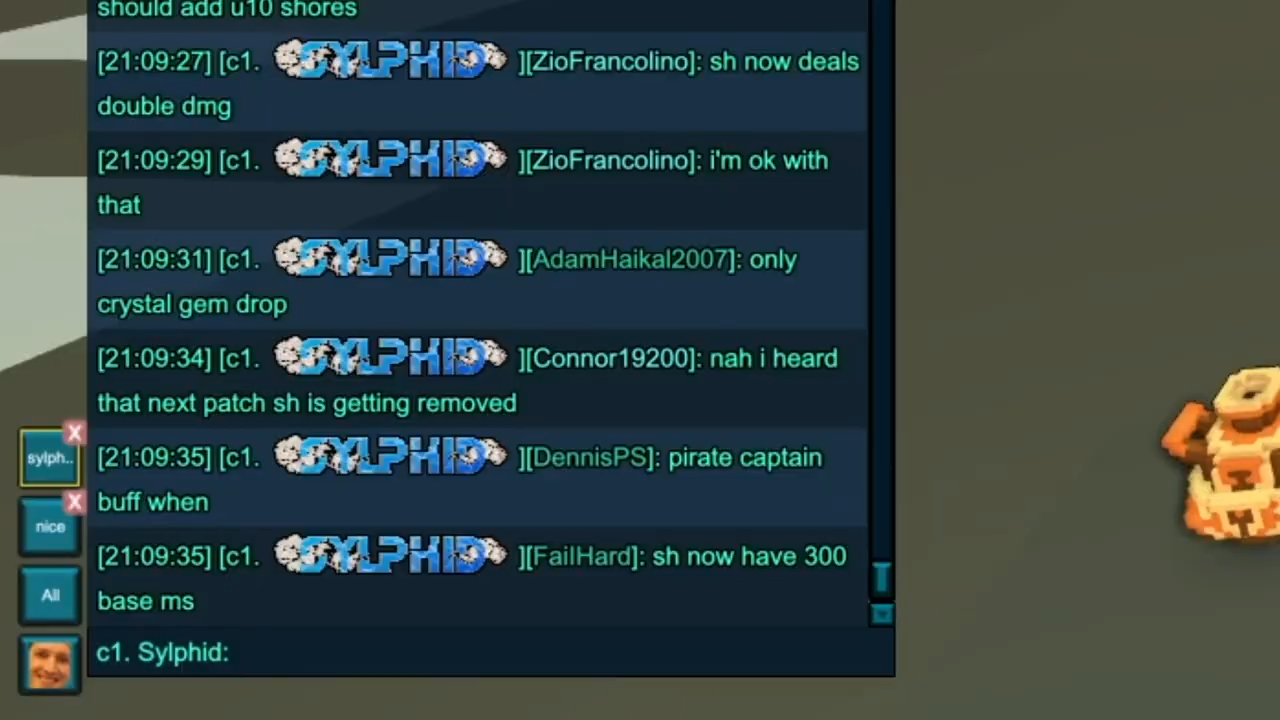 should add u10 shores
[21:09:27] [c1. SYLPHID ][ZioFrancolino]: sh now deals
double dmg
[21:09:29] [c1. SYLPHID ][ZioFrancolino]: i'm ok with
that
[21:09:31] [c1. SYLPHID ][AdamHaikal2007]: only
crystal gem drop
[21:09:34] [c1. SYLPHID ][Connor19200]: nah i heard
that next patch sh is getting removed
[21:09:35] [c1. SYLPHID ][DennisPS]: pirate captain
buff when
[21:09:35] [c1. SYLPHID ][FailHard]: sh now have 300
base ms
c1. Sylphid:
X
sylph..
X
nice
All